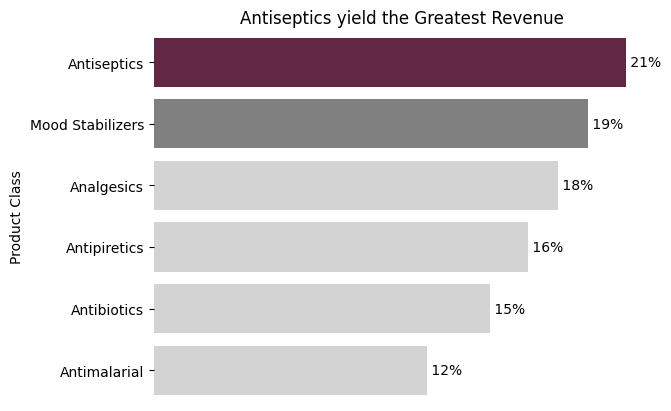 Antiseptics yield the Greatest Revenue
Product Class
Antiseptics 21%
Mood Stabilizers 19%
Analgesics 18%
Antipiretics 16%
Antibiotics 15%
Antimalarial 12%